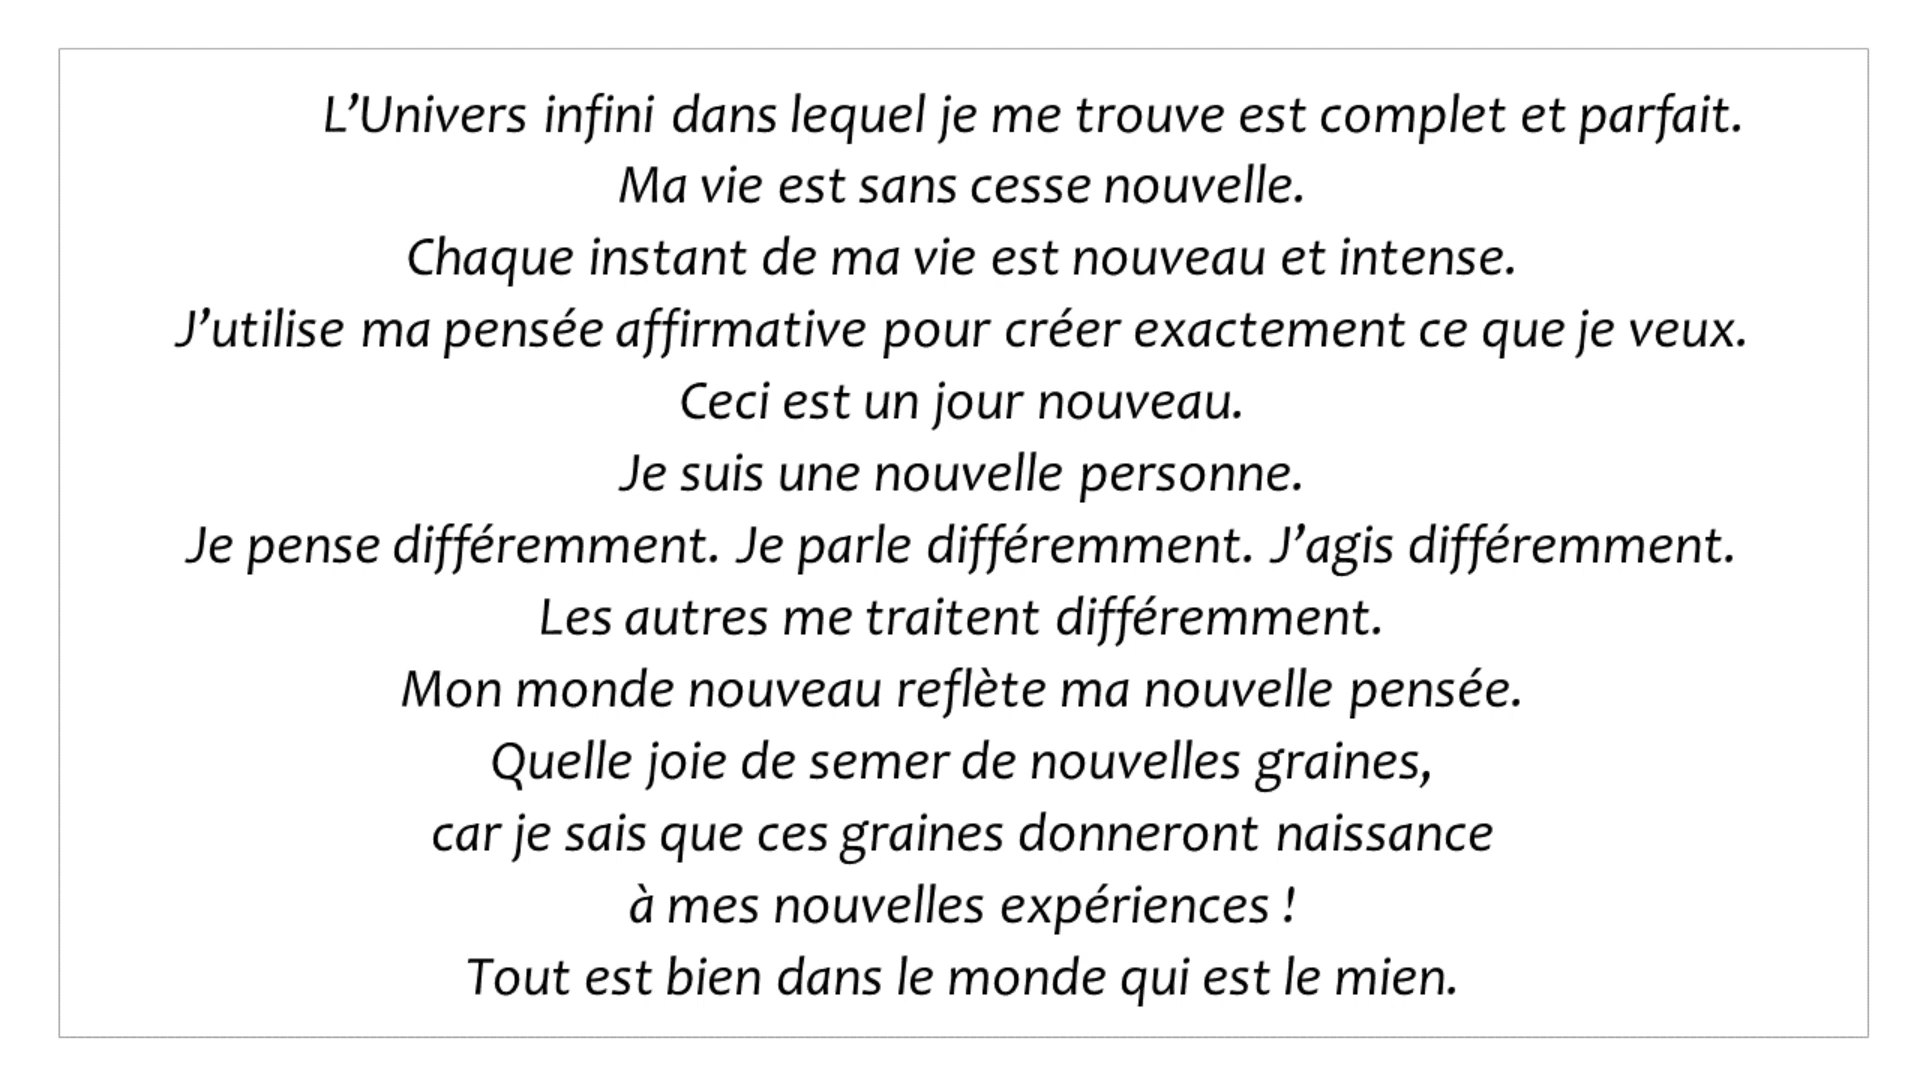 L’Univers infini dans lequel je me trouve est complet et parfait.
Ma vie est sans cesse nouvelle.
Chaque instant de ma vie est nouveau et intense.
J’utilise ma pensée affirmative pour créer exactement ce que je veux.
Ceci est un jour nouveau.
Je suis une nouvelle personne.
Je pense différemment. Je parle différemment. J’agis différemment.
Les autres me traitent différemment.
Mon monde nouveau reflète ma nouvelle pensée.
Quelle joie de semer de nouvelles graines,
car je sais que ces graines donneront naissance
à mes nouvelles expériences !
Tout est bien dans le monde qui est le mien.